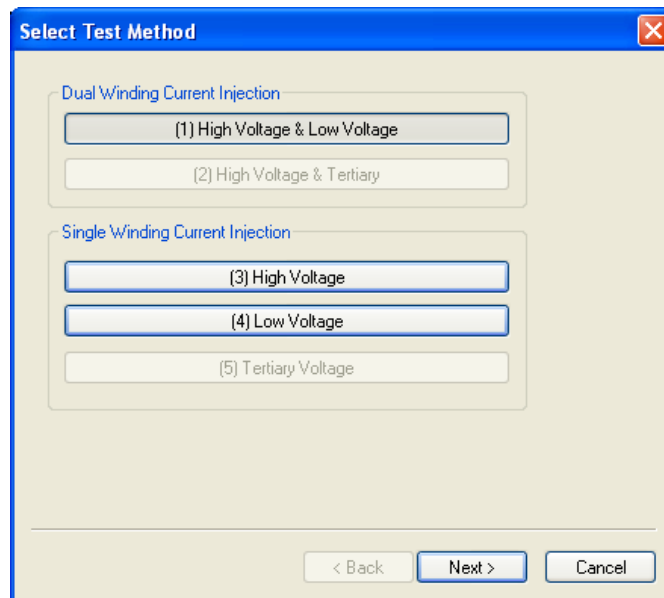 Select Test Method
Dual Winding Current Injection
(1) High Voltage & Low Voltage
(2) High Voltage & Tertiary
Single Winding Current Injection
(3) High Voltage
(4) Low Voltage
(5) Tertiary Voltage
< Back Next > Cancel